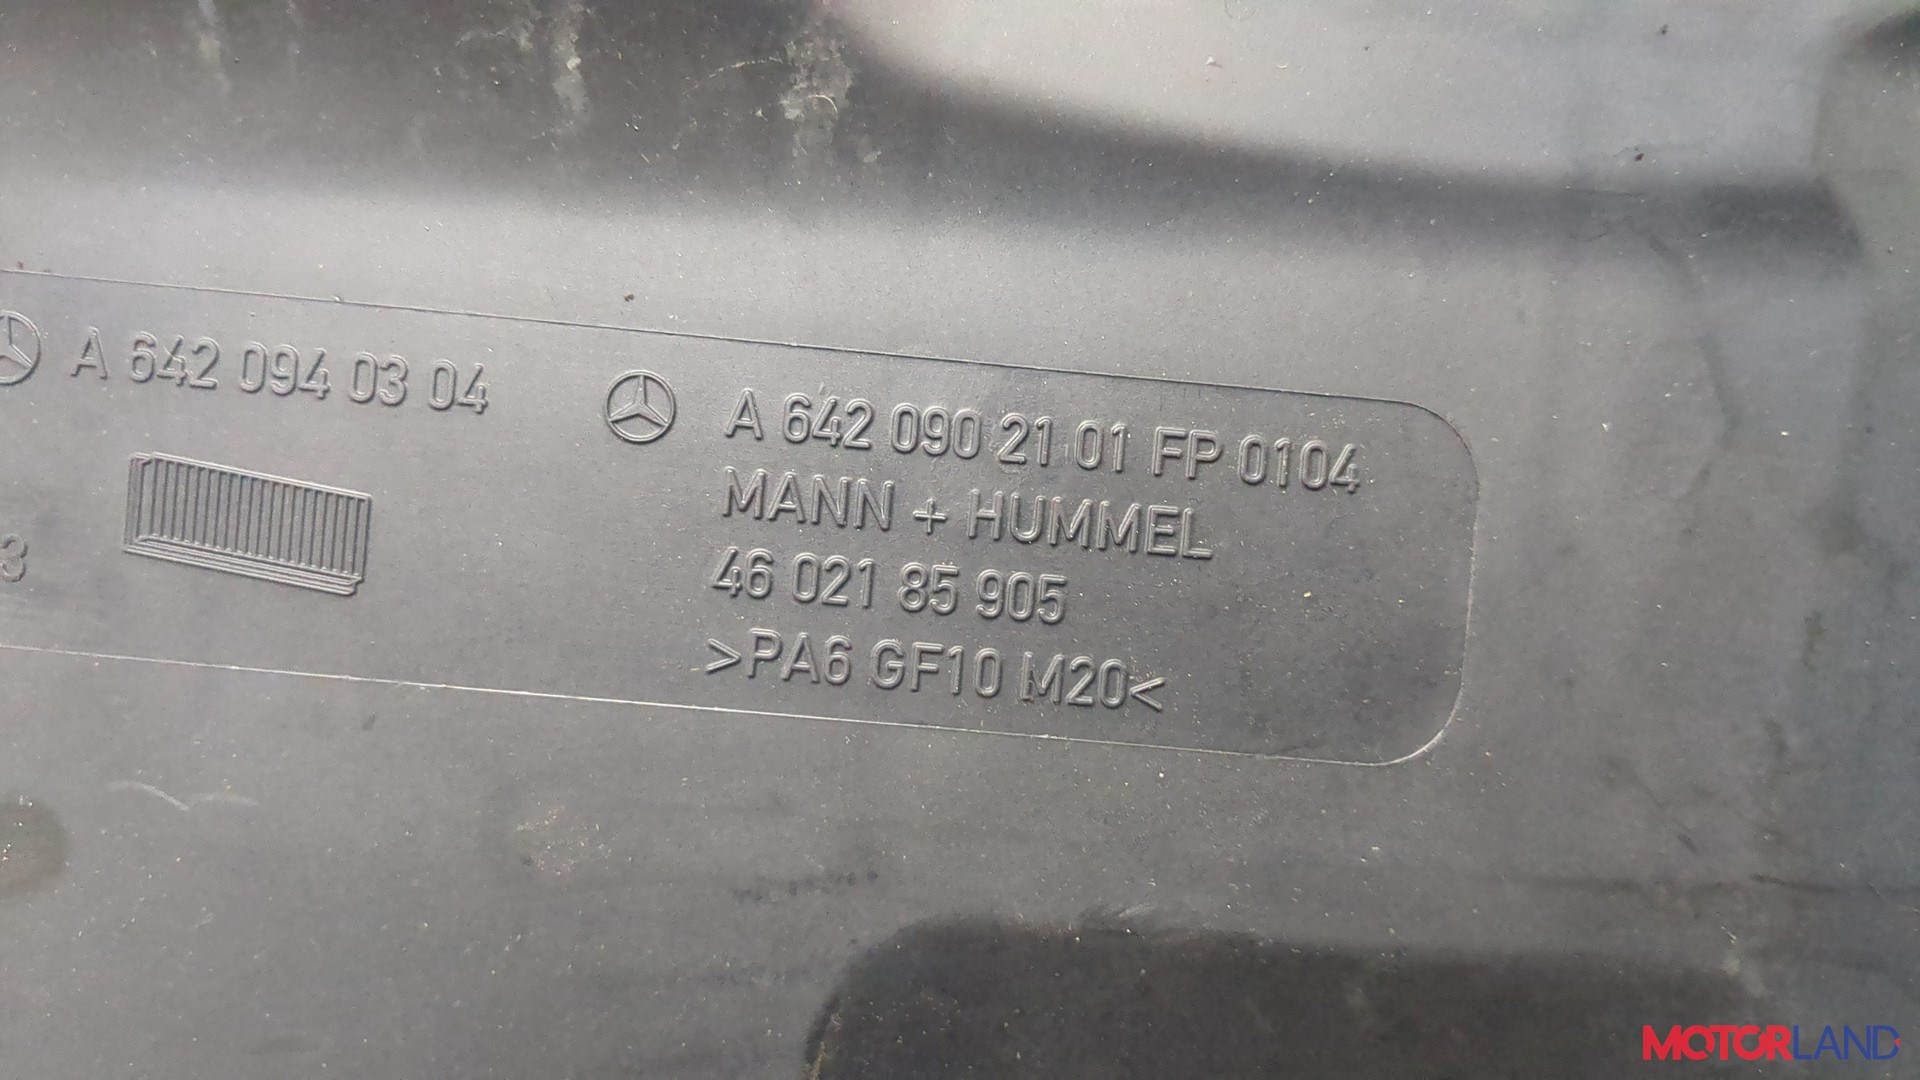 A 642 094 03 04
3
A 642 090 21 01 FP 0104
MANN + HUMMEL
46 021 85 905
>PA6 GF10 M20<
MOTORLAND